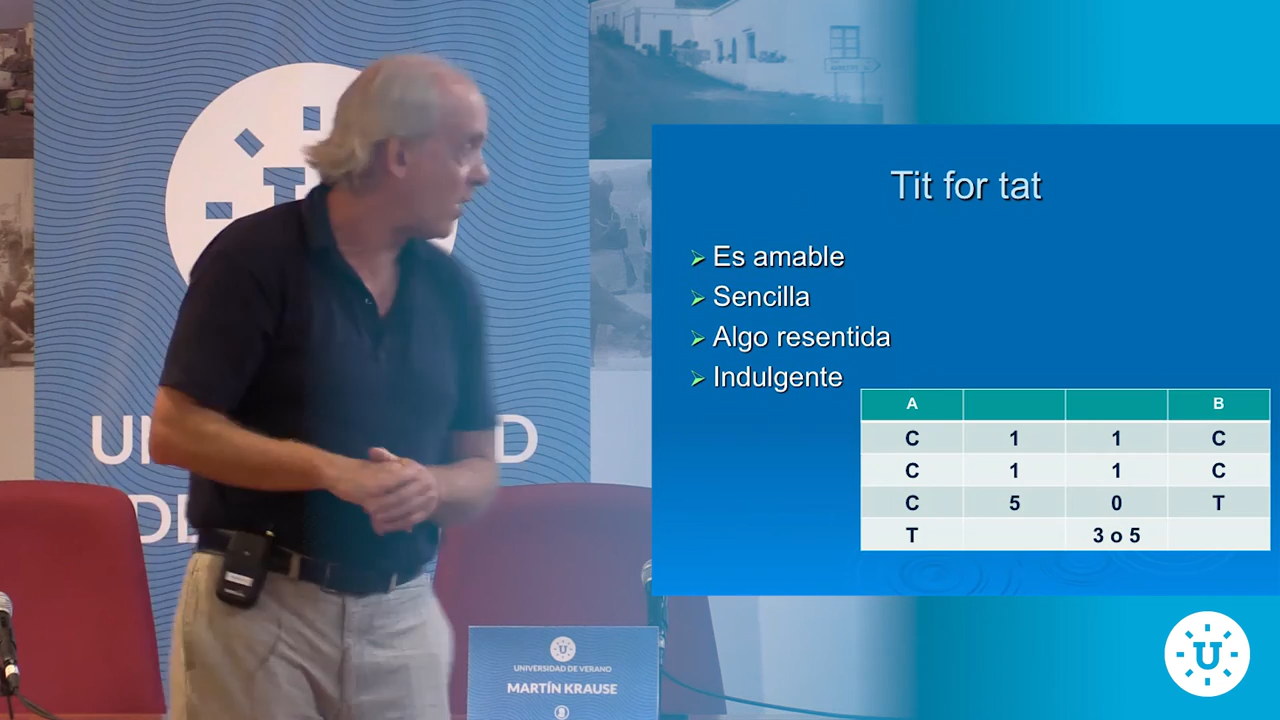 Tit for tat
Es amable
Sencilla
Algo resentida
Indulgente
A B
C 1 1 C
C 1 1 C
C 5 0 T
T 3 o 5
U
UNIVERSIDAD DE VERANO
MARTÍN KRAUSE
U